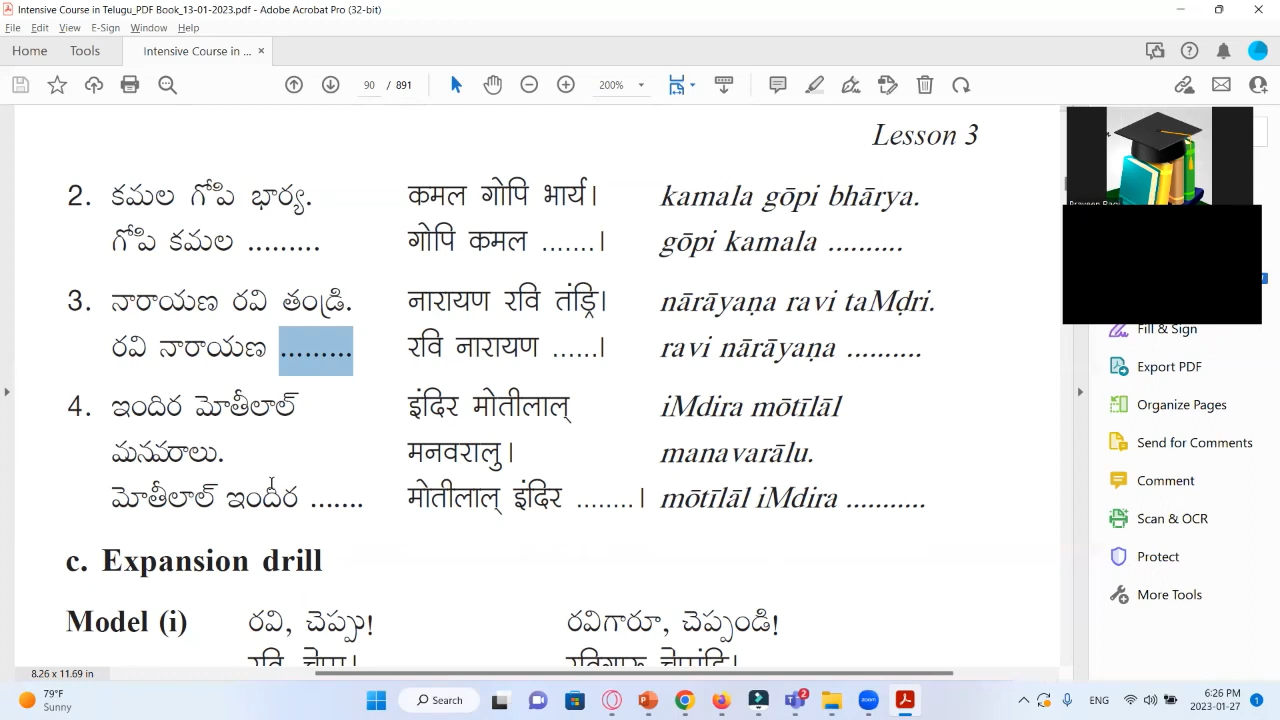 Intensive Course in Telugu_PDF Book_13-01-2023.pdf - Adobe Acrobat Pro (32-bit)
File Edit View E-Sign Window Help
Home Tools Intensive Course in ... ×
90 / 891 200%
Lesson 3
2. కమల గోపి భార్య. कमल गोपि भार्य। kamala gōpi bhārya.
గోపి కమల ......... गोपि कमल .......। gōpi kamala ..........
3. నారాయణ రవి తండ్రి. नारायण रवि तंड्रि। nārāyaṇa ravi taMḍri.
రవి నారాయణ ......... रवि नारायण ......। ravi nārāyaṇa ..........
4. ఇందిర మోతీలాల్ इंदिर मोतीलाल् iMdira mōtīlāl
మనవరాలు. मनवरालु। manavarālu.
మోతీలాల్ ఇందిర ....... मोतीलाल् इंदिर ........। mōtīlāl iMdira ...........
c. Expansion drill
Model (i) రవి, చెప్పు! రవిగారూ, చెప్పండి!
Fill & Sign
Export PDF
Organize Pages
Send for Comments
Comment
Scan & OCR
Protect
More Tools
8.26 x 11.69 in
79°F
Sunny
Search
2
zoom
ENG
6:26 PM
2023-01-27
1